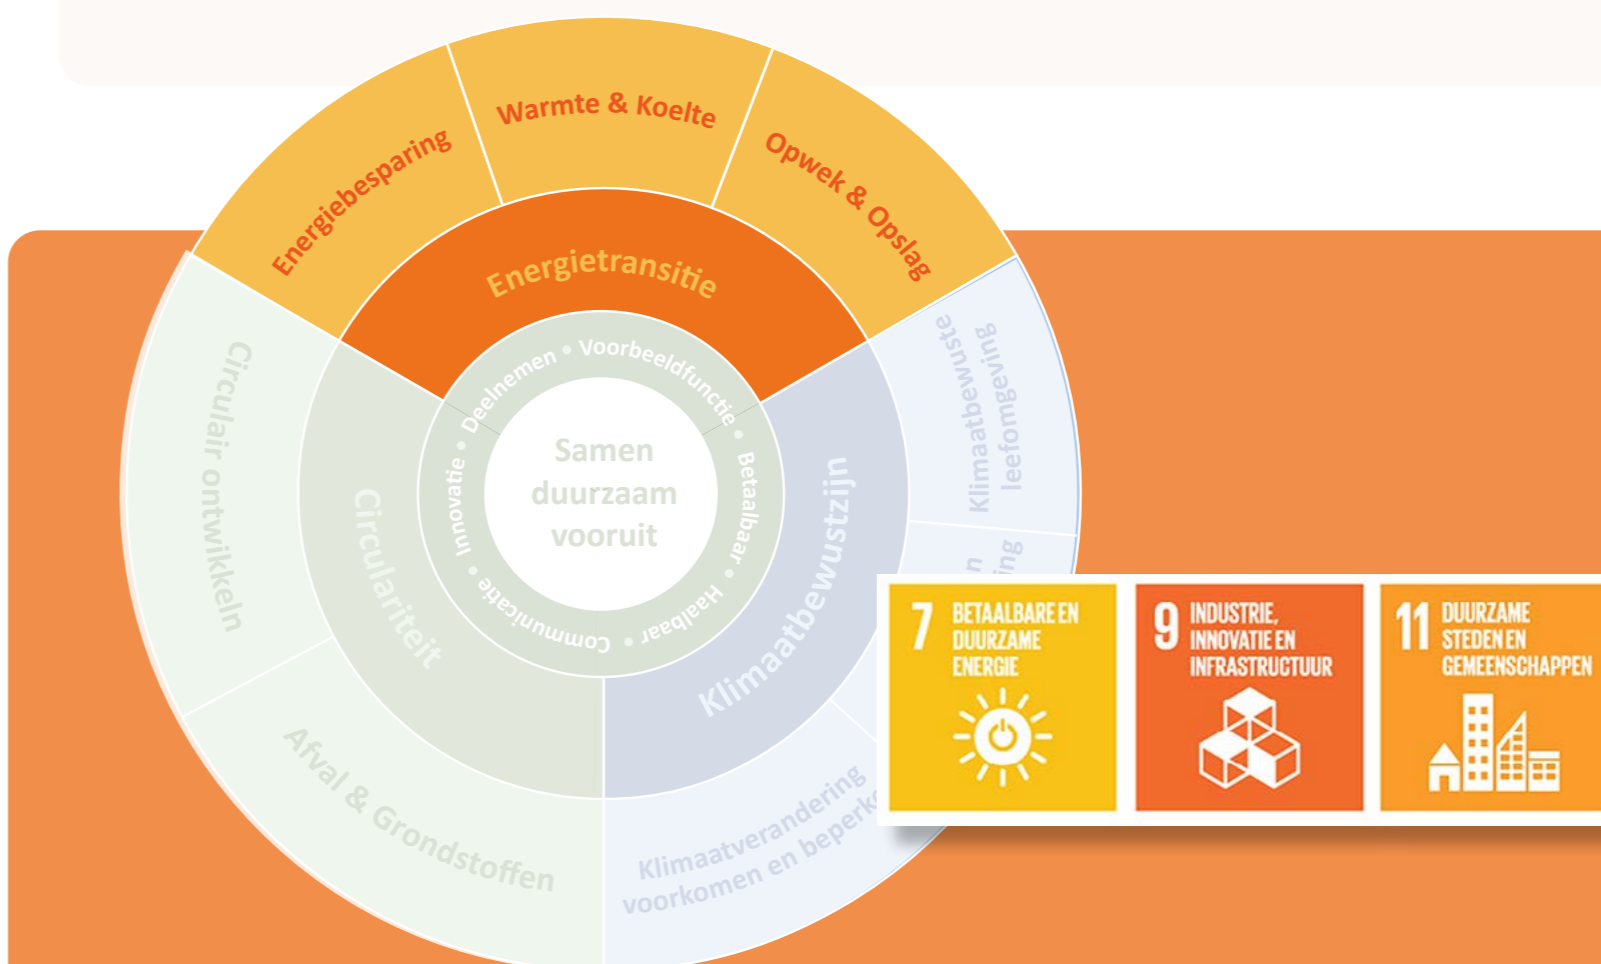 Energiebesparing
Warmte & Koelte
Opwek & Opslag
Energietransitie
Deelnemen • Voorbeeldfunctie • Betaalbaar • Haalbaar • Communicatie • Innovatie •
Samen
duurzaam
vooruit
Circulariteit
Klimaatbewustzijn
Circulair ontwikkeln
Afval & Grondstoffen
Klimaatbewuste
leefomgeving
Klimaatverandering
voorkomen en
7 BETAALBARE EN
DUURZAME
ENERGIE
9 INDUSTRIE,
INNOVATIE EN
INFRASTRUCTUUR
11 DUURZAME
STEDEN EN
GEMEENSCHAPPEN